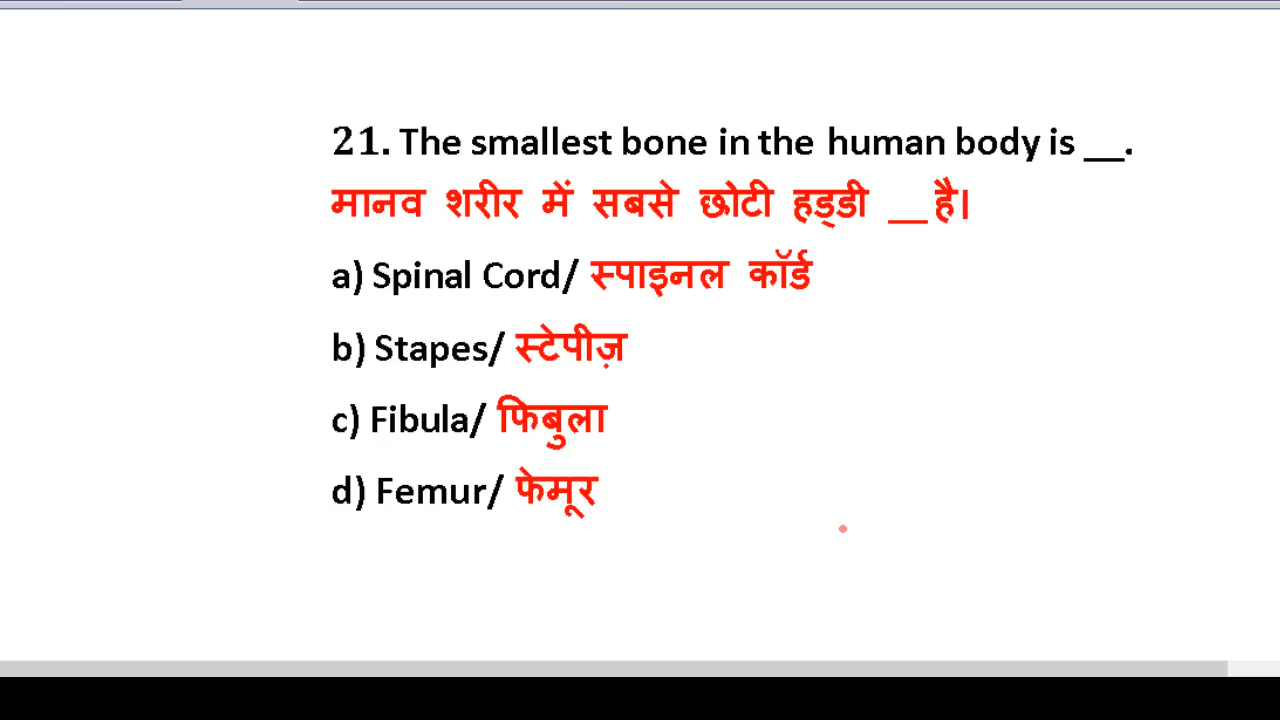 21. The smallest bone in the human body is __.
मानव शरीर में सबसे छोटी हड्डी __ है।
a) Spinal Cord/ स्पाइनल कॉर्ड
b) Stapes/ स्टेपीज़
c) Fibula/ फिबुला
d) Femur/ फेमूर